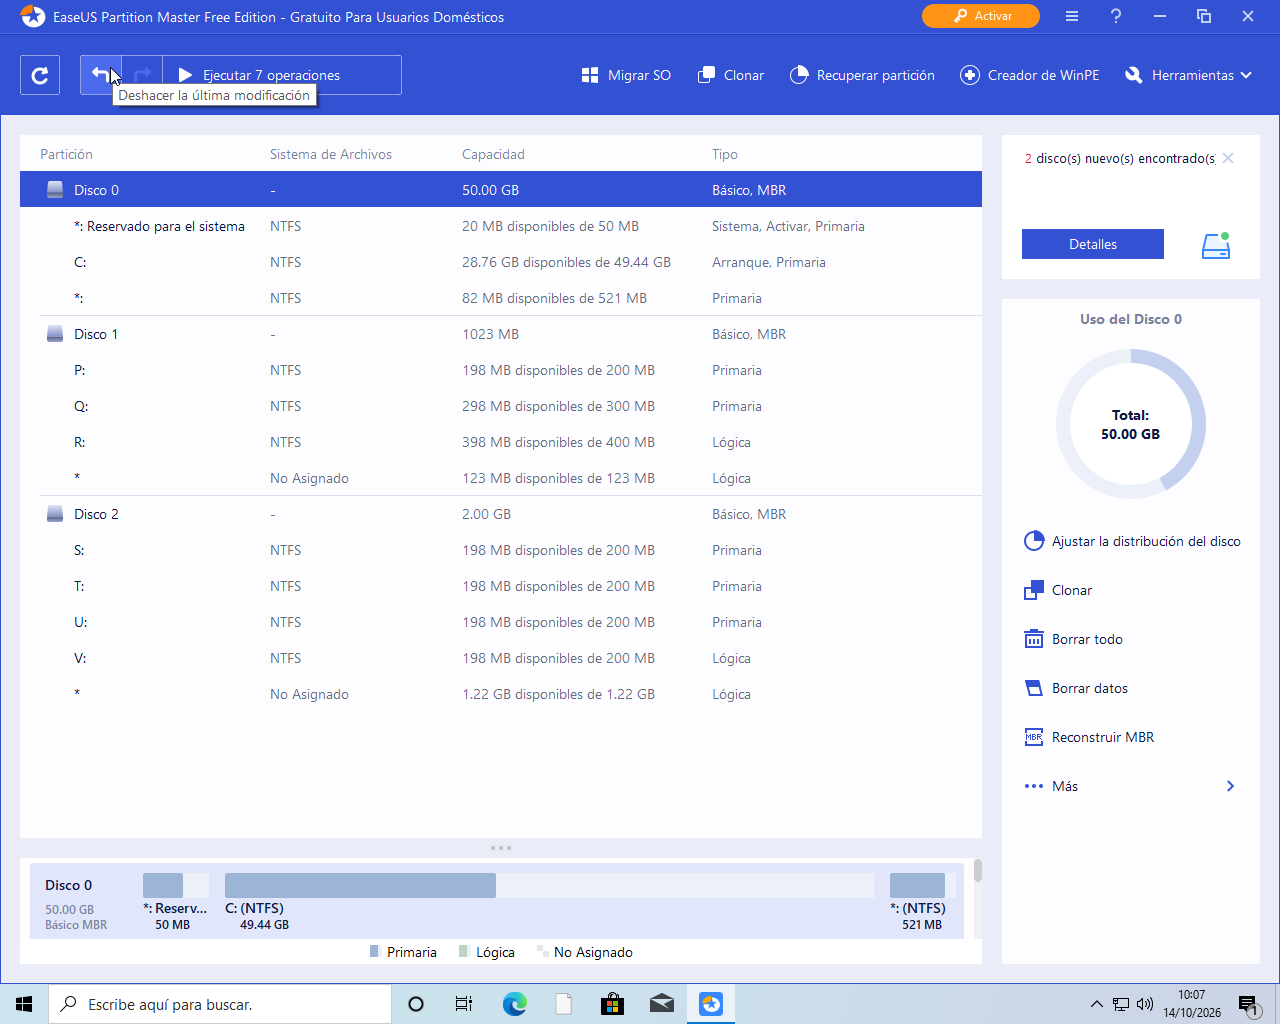 EaseUS Partition Master Free Edition - Gratuito Para Usuarios Domésticos
Activar
Ejecutar 7 operaciones
Deshacer la última modificación
Migrar SO
Clonar
Recuperar partición
Creador de WinPE
Herramientas
Partición Sistema de Archivos Capacidad Tipo
Disco 0 - 50.00 GB Básico, MBR
*: Reservado para el sistema NTFS 20 MB disponibles de 50 MB Sistema, Activar, Primaria
C: NTFS 28.76 GB disponibles de 49.44 GB Arranque, Primaria
*: NTFS 82 MB disponibles de 521 MB Primaria
Disco 1 - 1023 MB Básico, MBR
P: NTFS 198 MB disponibles de 200 MB Primaria
Q: NTFS 298 MB disponibles de 300 MB Primaria
R: NTFS 398 MB disponibles de 400 MB Lógica
* No Asignado 123 MB disponibles de 123 MB Lógica
Disco 2 - 2.00 GB Básico, MBR
S: NTFS 198 MB disponibles de 200 MB Primaria
T: NTFS 198 MB disponibles de 200 MB Primaria
U: NTFS 198 MB disponibles de 200 MB Primaria
V: NTFS 198 MB disponibles de 200 MB Lógica
* No Asignado 1.22 GB disponibles de 1.22 GB Lógica
2 disco(s) nuevo(s) encontrado(s
Detalles
Uso del Disco 0
Total:
50.00 GB
Ajustar la distribución del disco
Clonar
Borrar todo
Borrar datos
MBR Reconstruir MBR
Más
Disco 0
50.00 GB
Básico MBR
*: Reserv...
50 MB
C: (NTFS)
49.44 GB
*: (NTFS)
521 MB
Primaria Lógica No Asignado
Escribe aquí para buscar.
10:07
14/10/2026
1